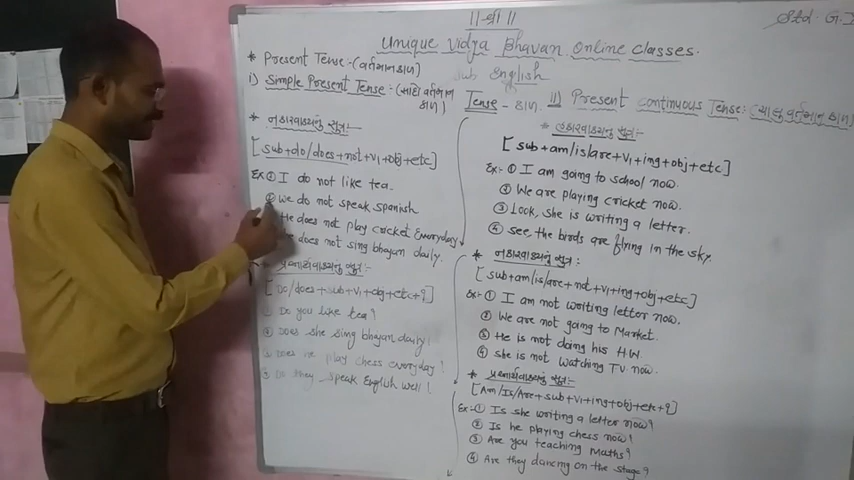 ||શ્રી||
Std - G.
Unique Vidya Bhavan Online Classes.
Sub English
Tense - કાળ.
* Present Tense - (વર્તમાનકાળ)
i) Simple Present Tense :- (સાદો વર્તમાનકાળ)
* નકારવાક્યનું સૂત્ર:-
[Sub+do/does+not+V1+obj+etc]
Ex ① I do not like tea.
② We do not speak spanish
He does not play cricket Everyday
does not sing bhajan daily.
* પ્રશ્નાર્થવાક્યનું સૂત્ર:-
[Do/does+sub+V1+obj+etc+?]
Do you like tea?
② Does she sing bhajan daily?
③ Does he play chess everyday?
④ Do they speak English well?
ii) Present continuous Tense: (ચાલુ વર્તમાન કાળ)
* હકારવાક્યનું સૂત્ર:-
[Sub+am/is/are+V1+ing+obj+etc]
Ex:- ① I am going to school now.
② We are playing cricket now.
③ Look, she is writing a letter.
④ See the birds are flying in the sky.
* નકારવાક્યનું સૂત્ર:
[Sub+am/is/are+not+V1+ing+obj+etc]
Ex:- ① I am not writing letter now.
② We are not going to Market.
③ He is not doing his H.W.
④ She is not watching TV now.
* પ્રશ્નાર્થવાક્યનું સૂત્ર:-
[Am/Is/Are+sub+V1+ing+obj+etc+?]
Ex:- ① Is she writing a letter now?
② Is he playing chess now?
③ Are you teaching Maths?
④ Are they dancing on the stage?